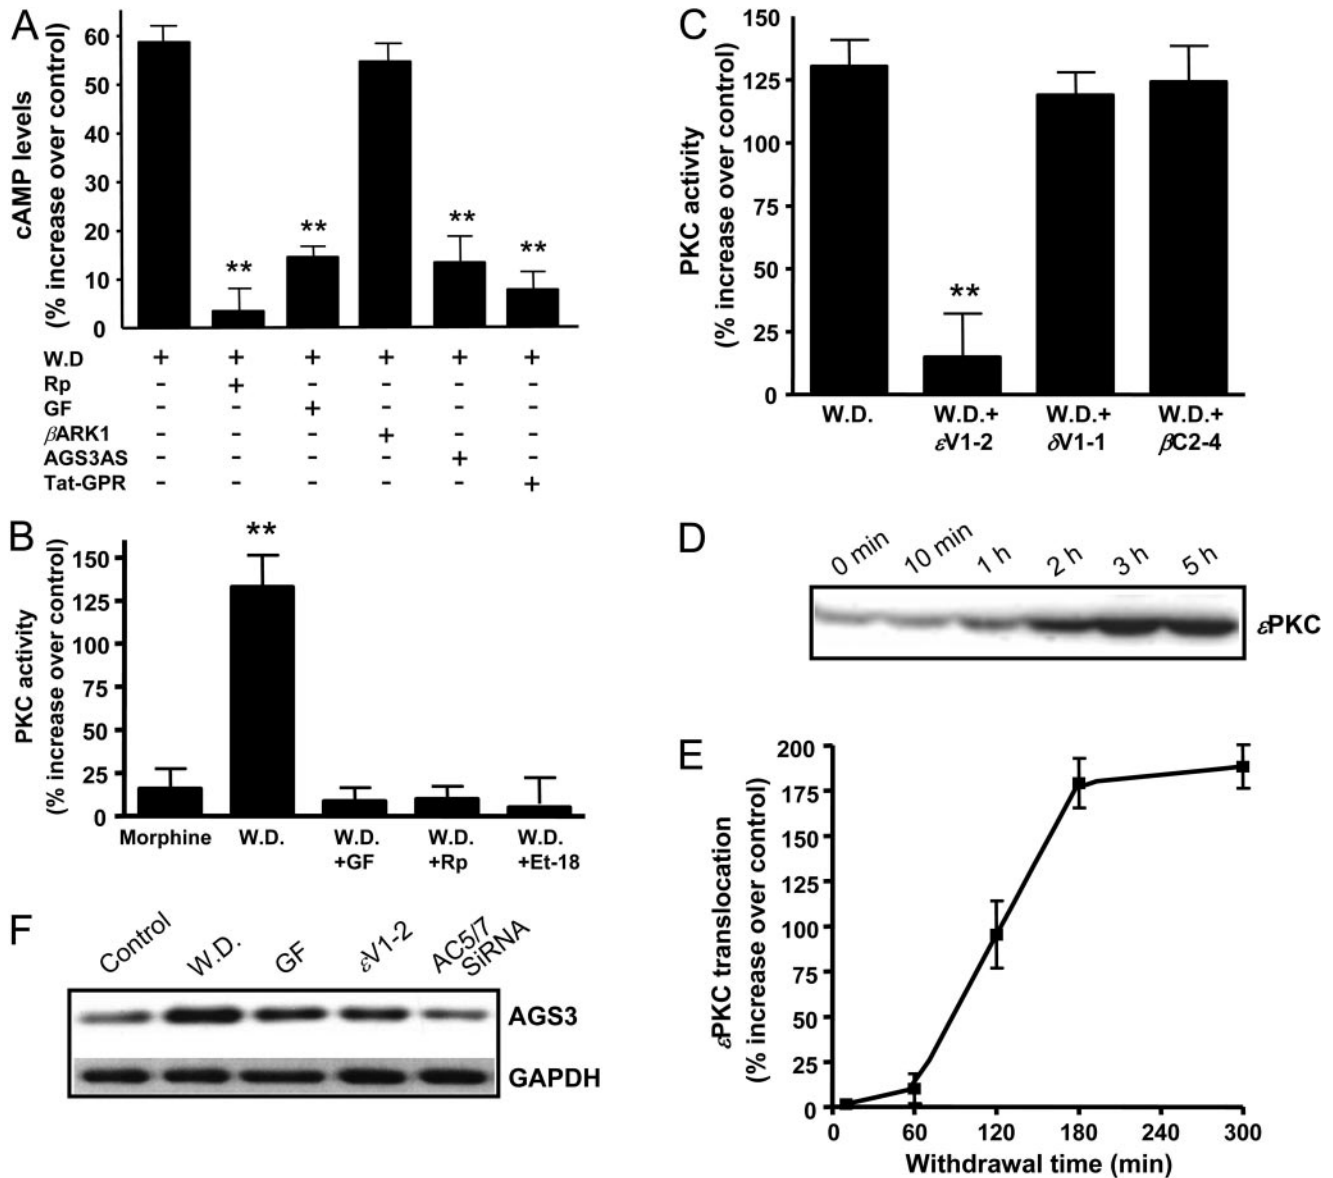 A
cAMP levels
(% increase over control)
60
50
40
30
20
10
0
** ** ** **
W.D + + + + + +
Rp - + - - - -
GF - - + - - -
βARK1 - - - + - -
AGS3AS - - - - + -
Tat-GPR - - - - - +
B
PKC activity
(% increase over control)
150
125
100
75
50
25
0
**
Morphine W.D. W.D. W.D. W.D.
+GF +Rp +Et-18
F
Control W.D. GF εV1-2 AC5/7
SiRNA
AGS3
GAPDH
C
PKC activity
(% increase over control)
150
125
100
75
50
25
0
**
W.D. W.D.+ W.D.+ W.D.+
εV1-2 δV1-1 βC2-4
D
0 min 10 min 1 h 2 h 3 h 5 h
εPKC
E
εPKC translocation
(% increase over control)
200
175
150
125
100
75
50
25
0
0 60 120 180 240 300
Withdrawal time (min)